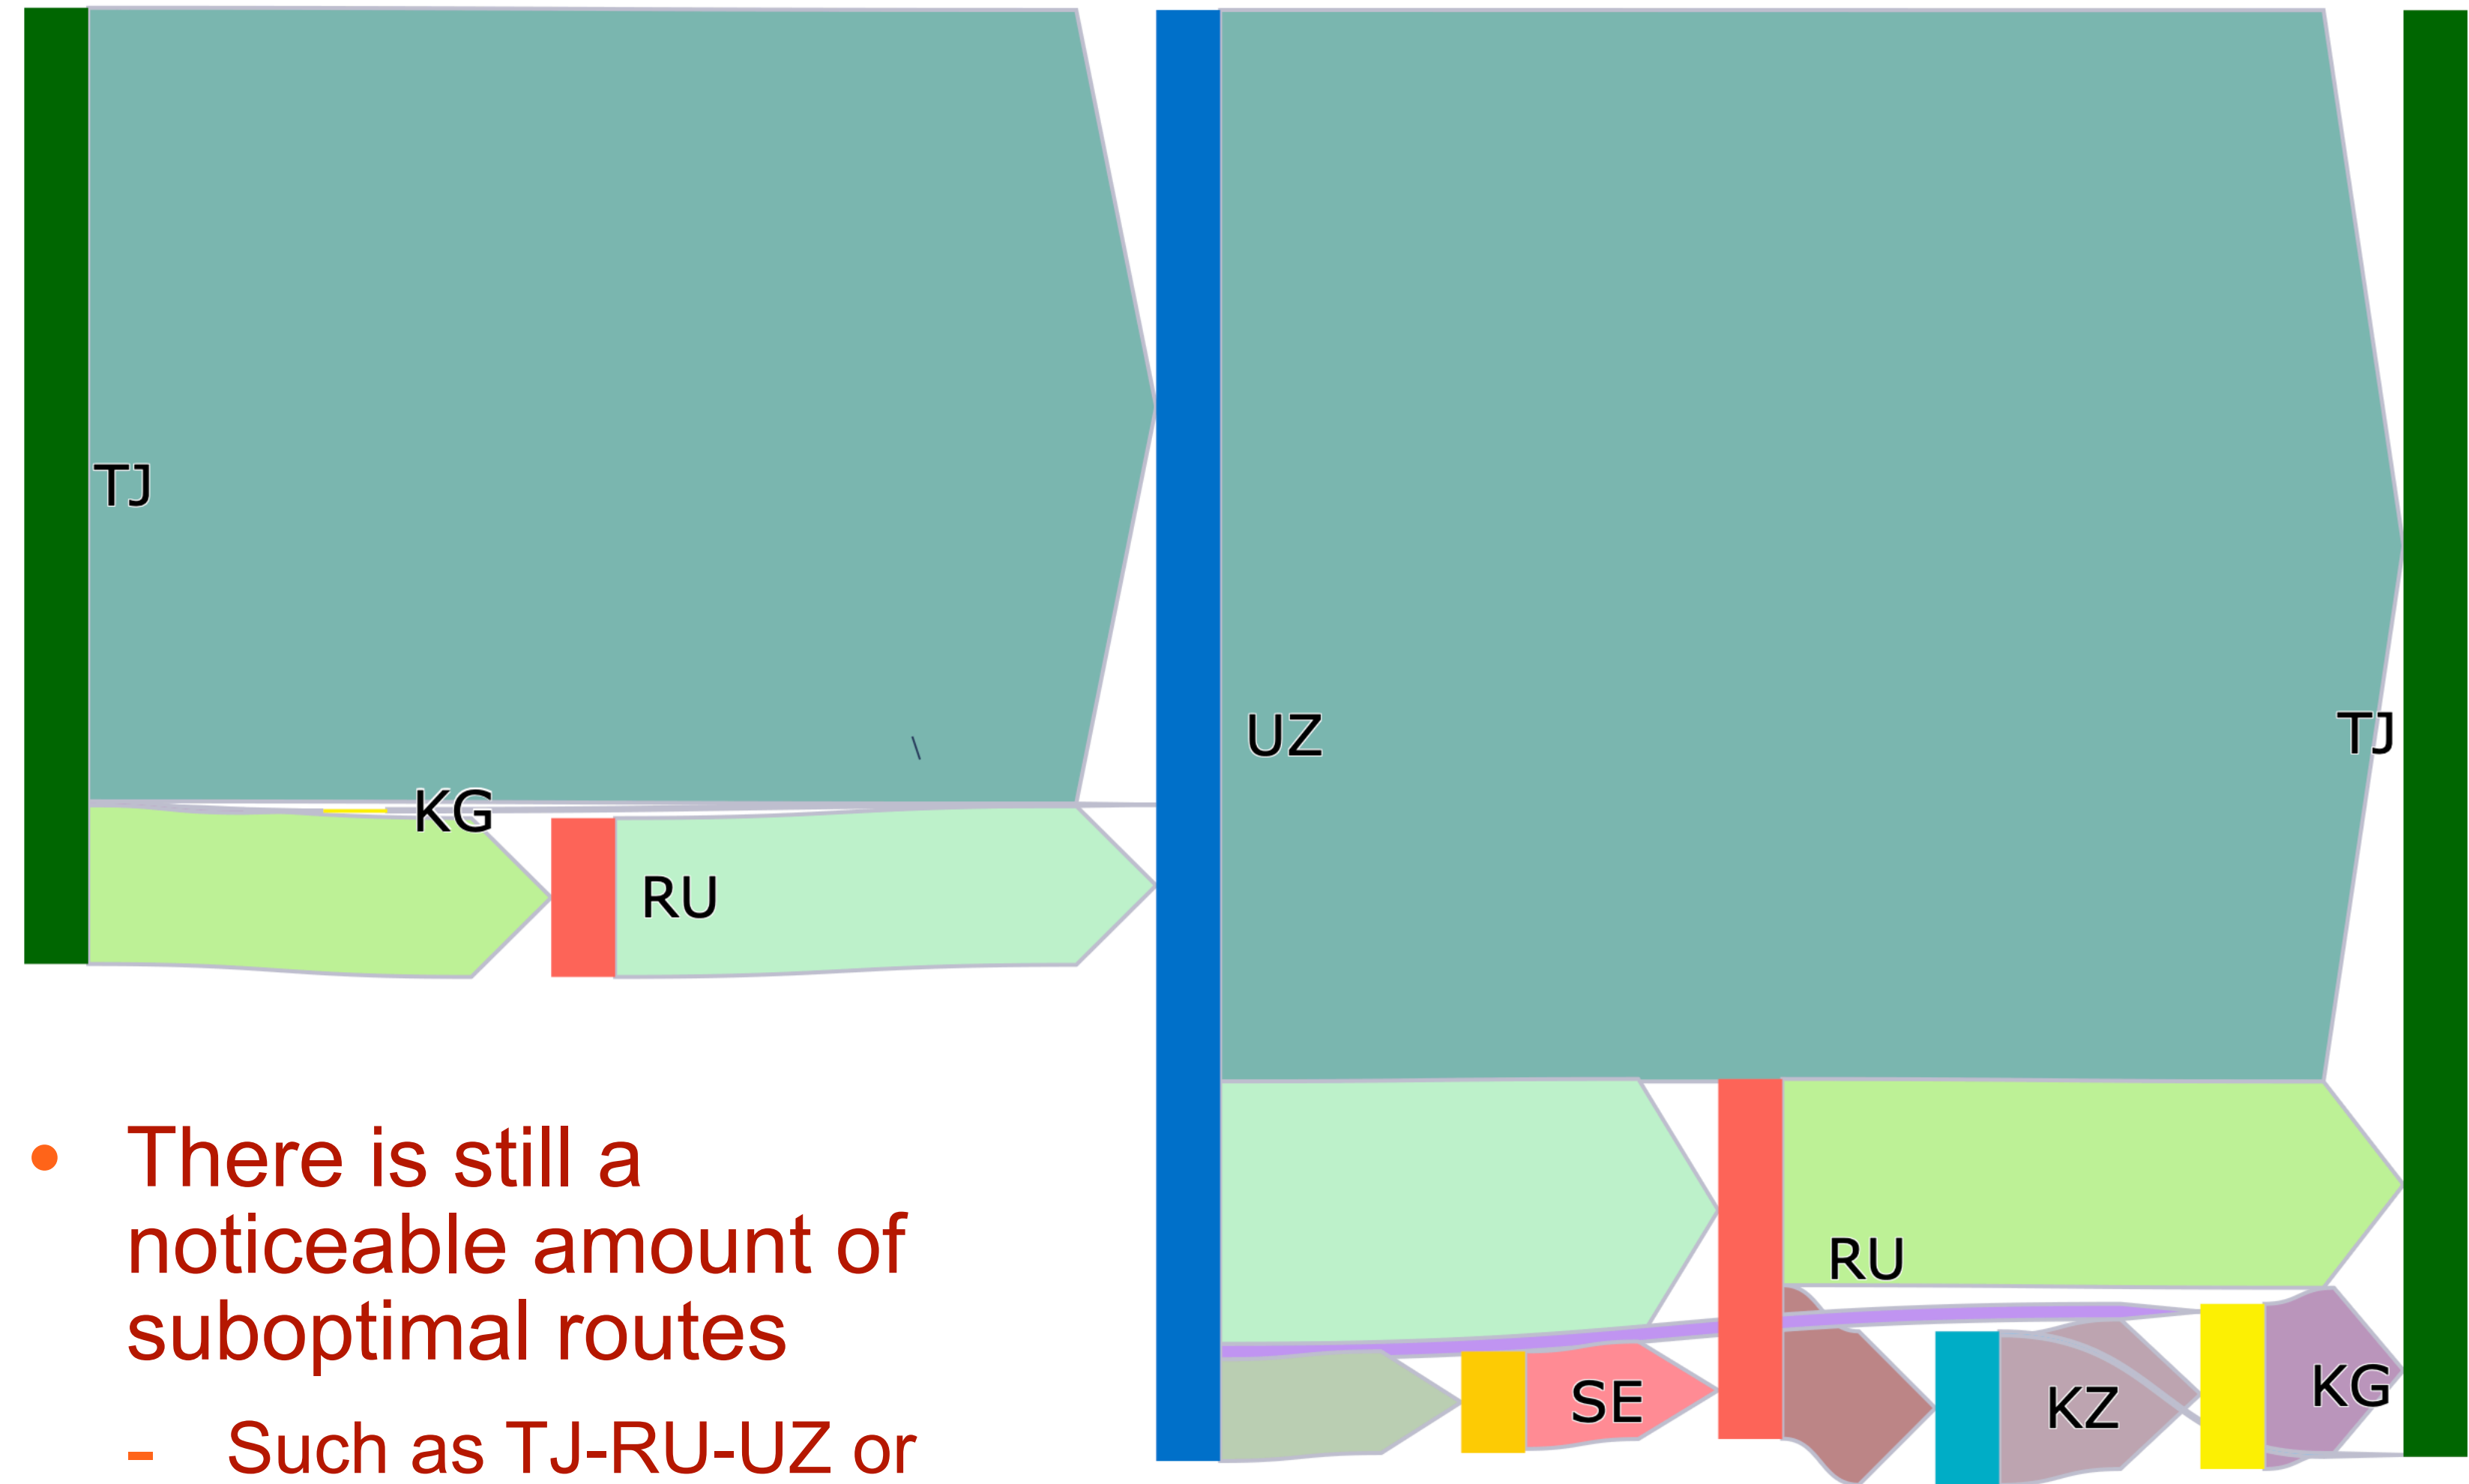 TJ
UZ
TJ
KG
RU
RU
SE
KZ
KG
There is still a
noticeable amount of
suboptimal routes
Such as TJ-RU-UZ or